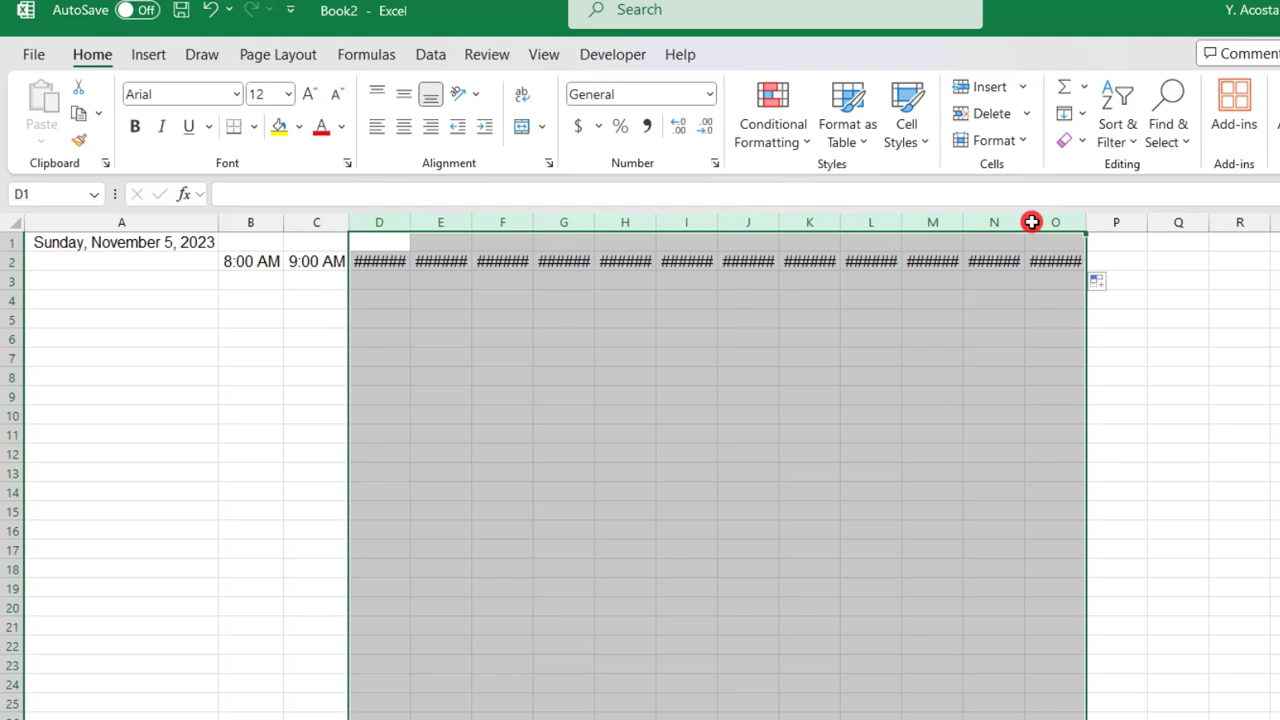 AutoSave Off Book2 - Excel Search Y. Acosta
File Home Insert Draw Page Layout Formulas Data Review View Developer Help Comment
Paste Arial 12 General Conditional Formatting Format as Table Cell Styles Insert Delete Format Sort & Filter Find & Select Add-ins
B I U A $ % 9
Clipboard Font Alignment Number Styles Cells Editing Add-ins
D1 fx
A B C D E F G H I J K L M N O P Q R
1 Sunday, November 5, 2023
2 8:00 AM 9:00 AM ###### ###### ###### ###### ###### ###### ###### ###### ###### ###### ###### ######
3
4
5
6
7
8
9
10
11
12
13
14
15
16
17
18
19
20
21
22
23
24
25